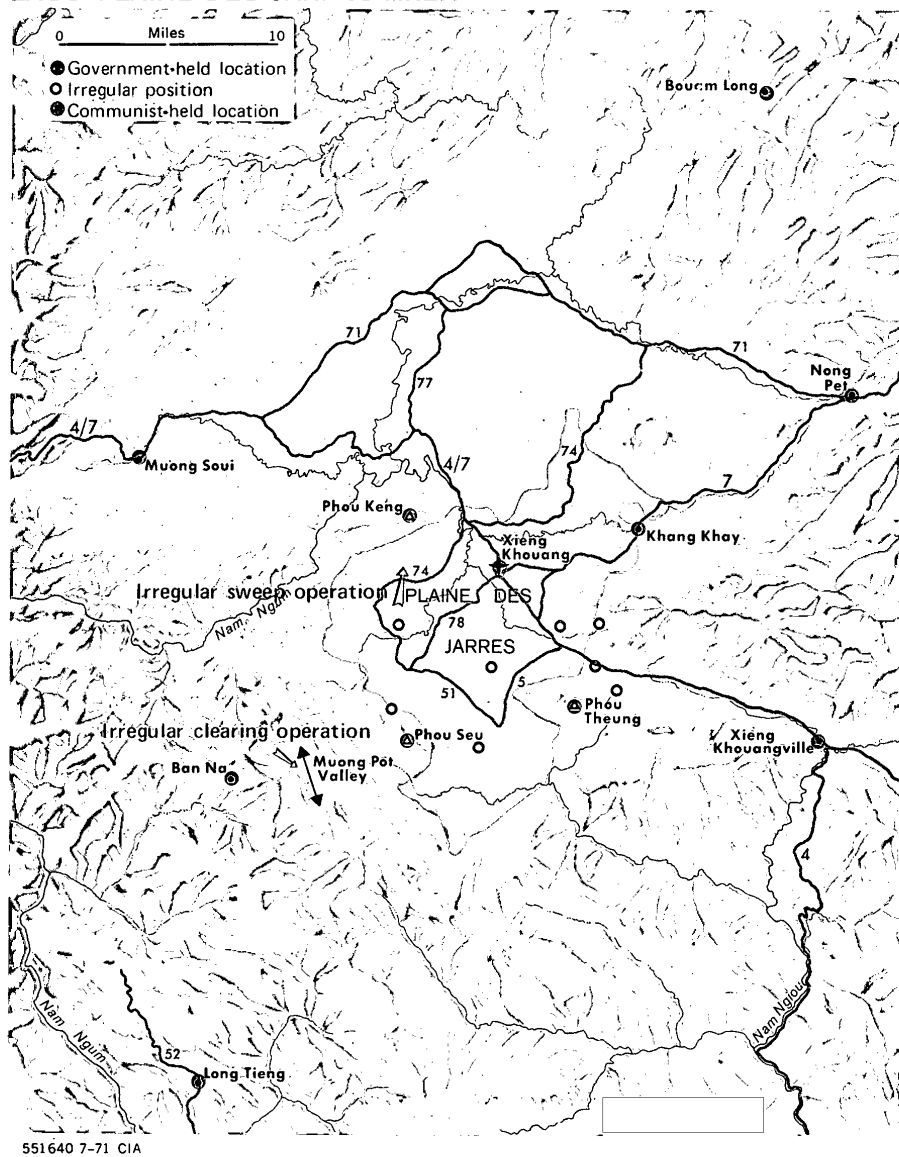 Miles
0 10
Government-held location
Irregular position
Communist-held location
Bouam Long
71
71
Nong
Pet
77
4/7
Muong Soui
4/7
74
7
Phou Keng
Khang Khay
Xieng
Khouang
74
Irregular sweep operation
PLAINE DES
Nam Ngum
78
JARRES
51
5
Phou
Theung
Irregular clearing operation
Phou Seu
Xieng
Khouangville
Ban Na
Muong Pot
Valley
4
Nam Ngiou
Nam Ngum
52
Long Tieng
551640 7-71 CIA